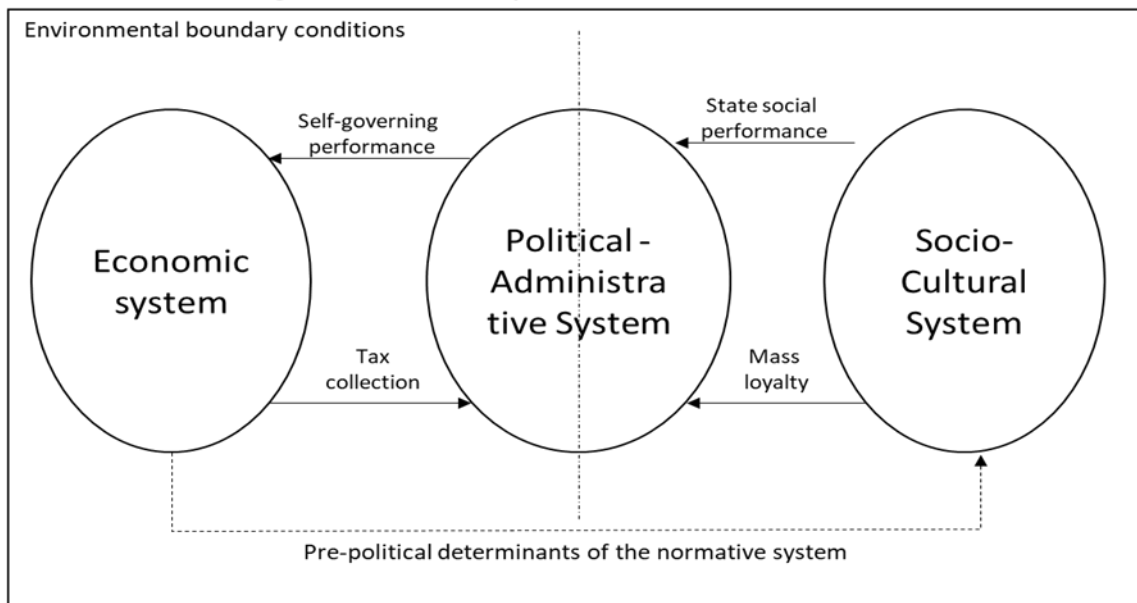 Environmental boundary conditions
Self-governing
performance
State social
performance
Economic
system
Political -
Administra
tive System
Socio-
Cultural
System
Tax
collection
Mass
loyalty
Pre-political determinants of the normative system